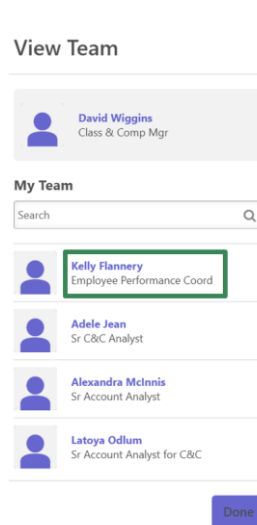 View Team
David Wiggins
Class & Comp Mgr
My Team
Search
Kelly Flannery
Employee Performance Coord
Adele Jean
Sr C&C Analyst
Alexandra McInnis
Sr Account Analyst
Latoya Odlum
Sr Account Analyst for C&C
Done